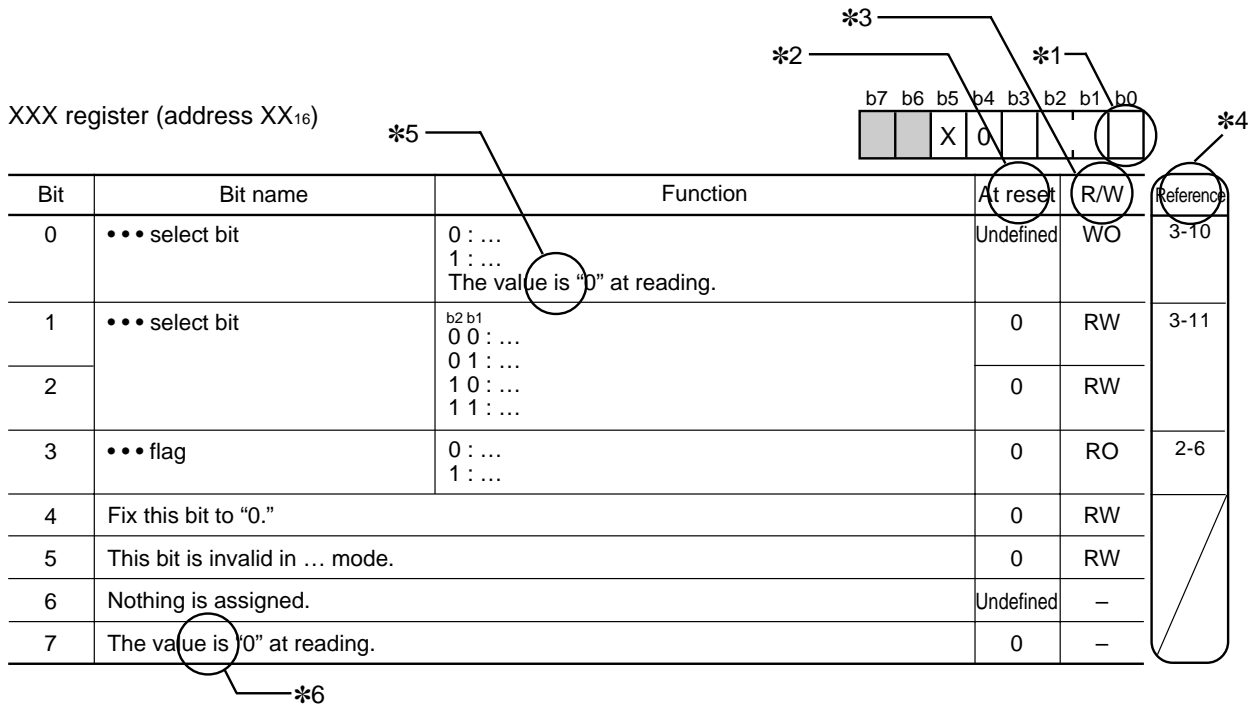 ✽3
✽2
✽1
b7 b6 b5 b4 b3 b2 b1 b0
XXX register (address XX16)
✽5
✽4
X 0
Bit Bit name Function At reset R/W Reference
0 ••• select bit 0 : … Undefined WO 3-10
1 : …
The value is “0” at reading.
1 ••• select bit b2 b1 0 RW 3-11
0 0 : …
0 1 : …
2 1 0 : … 0 RW
1 1 : …
3 ••• flag 0 : … 0 RO 2-6
1 : …
4 Fix this bit to “0.” 0 RW
5 This bit is invalid in … mode. 0 RW
6 Nothing is assigned. Undefined –
7 The value is “0” at reading. 0 –
✽6